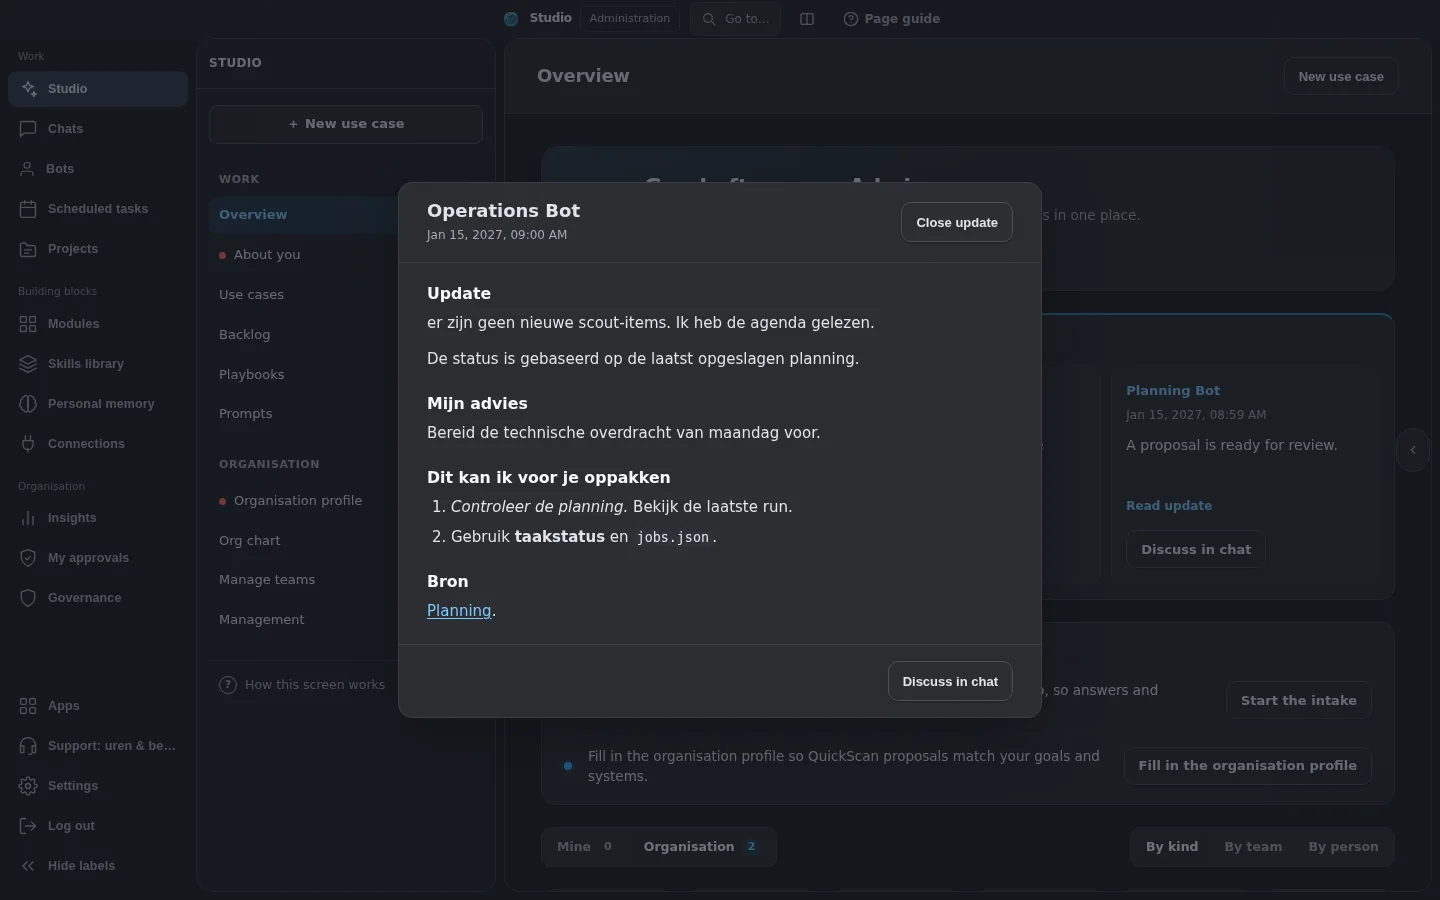 Studio
Administration
Go to...
Page guide
Work
Studio
Chats
Bots
Scheduled tasks
Projects
Building blocks
Modules
Skills library
Personal memory
Connections
Organisation
Insights
My approvals
Governance
Apps
Support: uren & be...
Settings
Log out
Hide labels
STUDIO
+ New use case
WORK
Overview
About you
Use cases
Backlog
Playbooks
Prompts
ORGANISATION
Organisation profile
Org chart
Manage teams
Management
? How this screen works
Overview
New use case
s in one place.
Operations Bot
Jan 15, 2027, 09:00 AM
Close update
Update
er zijn geen nieuwe scout-items. Ik heb de agenda gelezen.
De status is gebaseerd op de laatst opgeslagen planning.
Mijn advies
Bereid de technische overdracht van maandag voor.
Dit kan ik voor je oppakken
1. Controleer de planning. Bekijk de laatste run.
2. Gebruik taakstatus en jobs.json.
Bron
Planning.
Discuss in chat
Planning Bot
Jan 15, 2027, 08:59 AM
A proposal is ready for review.
Read update
Discuss in chat
, so answers and
Start the intake
Fill in the organisation profile so QuickScan proposals match your goals and
systems.
Fill in the organisation profile
Mine 0
Organisation 2
By kind
By team
By person